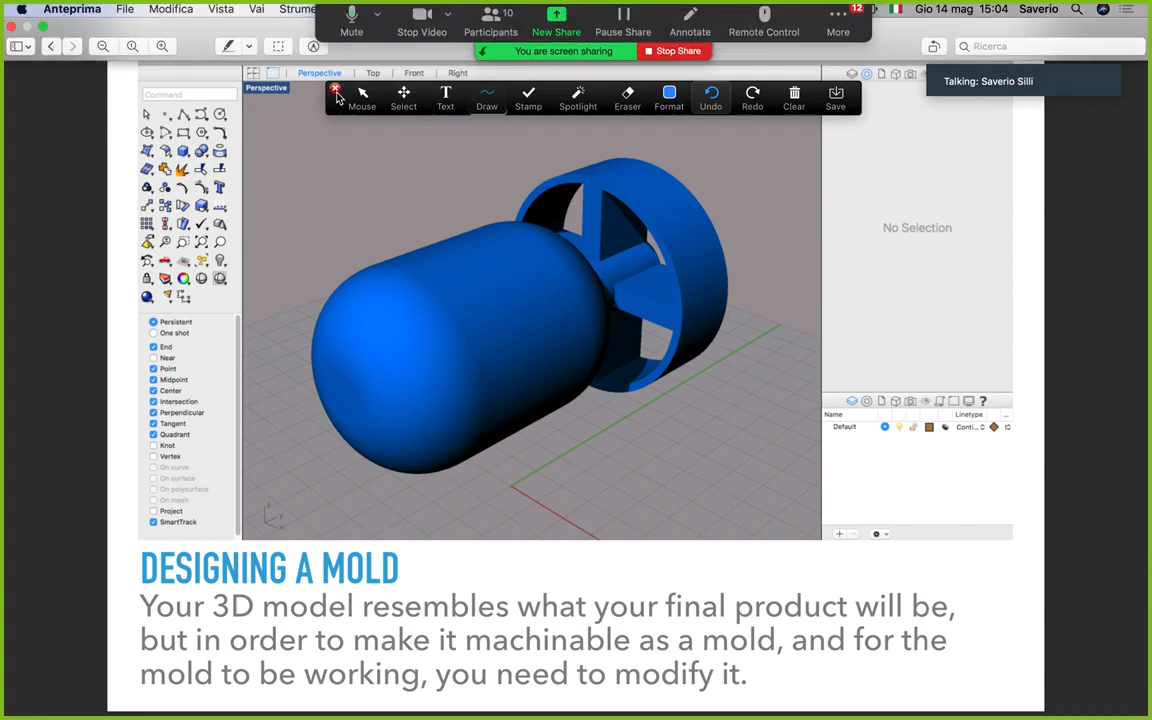 Anteprima File Modifica Vista Vai Strume
Gio 14 mag 15:04 Saverio
12
10
Mute Stop Video Participants New Share Pause Share Annotate Remote Control More
You are screen sharing Stop Share
Ricerca
Talking: Saverio Silli
Perspective Top Front Right
Perspective
Command
Mouse Select Text Draw Stamp Spotlight Eraser Format Undo Redo Clear Save
No Selection
Persistent
One shot
End
Near
Point
Midpoint
Center
Intersection
Perpendicular
Tangent
Quadrant
Knot
Vertex
On curve
On surface
On polysurface
On mesh
Project
SmartTrack
Name Linetype ...
Default Conti...
DESIGNING A MOLD
Your 3D model resembles what your final product will be,
but in order to make it machinable as a mold, and for the
mold to be working, you need to modify it.